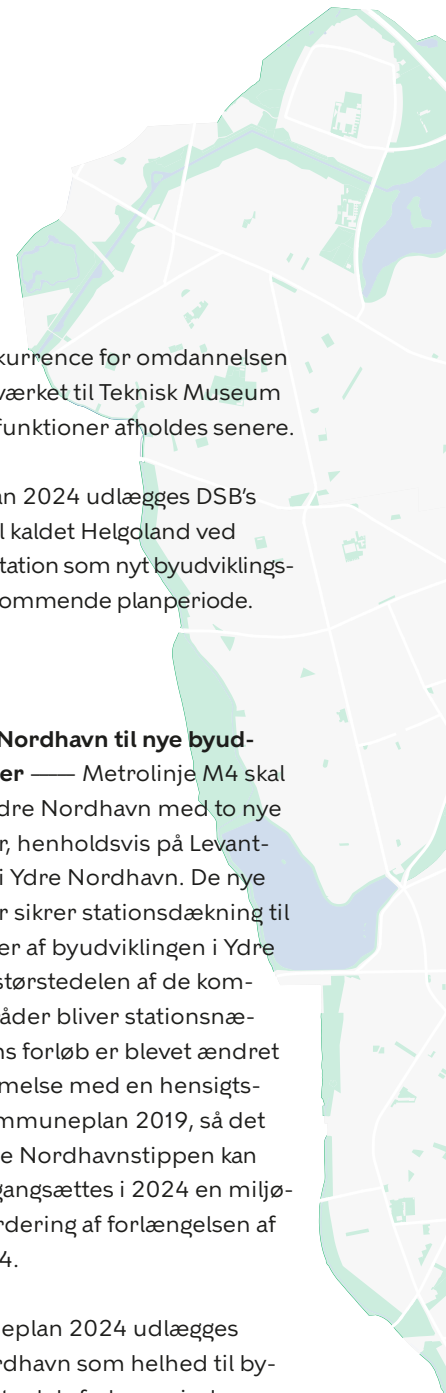 kurrence for omdannelsen
værket til Teknisk Museum
funktioner afholdes senere.
an 2024 udlægges DSB's
l kaldet Helgoland ved
tation som nyt byudviklings-
ommende planperiode.
Nordhavn til nye byud-
er —— Metrolinje M4 skal
dre Nordhavn med to nye
r, henholdsvis på Levant-
i Ydre Nordhavn. De nye
r sikrer stationsdækning til
er af byudviklingen i Ydre
størstedelen af de kom-
åder bliver stationsnæ-
ns forløb er blevet ændret
melse med en hensigts-
mmuneplan 2019, så det
e Nordhavnstippen kan
gangsættes i 2024 en miljø-
rdering af forlængelsen af
4.
eplan 2024 udlægges
rdhavn som helhed til by-